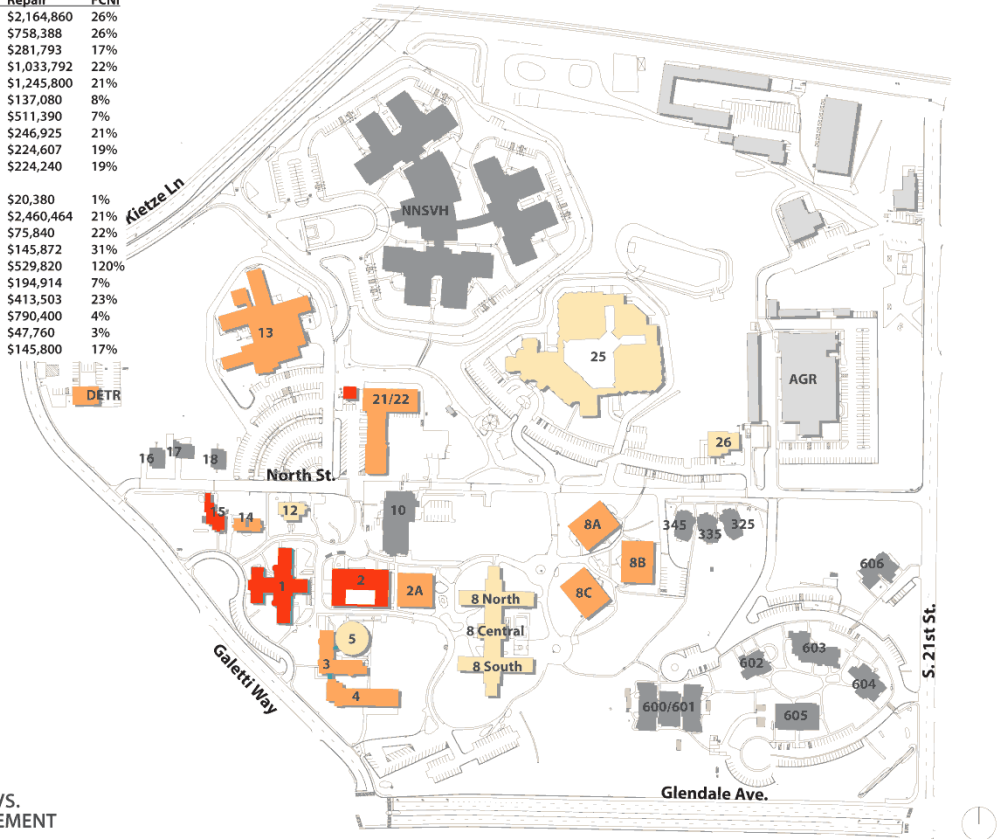 Repair FCNI
$2,164,860 26%
$758,388 26%
$281,793 17%
$1,033,792 22%
$1,245,800 21%
$137,080 8%
$511,390 7%
$246,925 21%
$224,607 19%
$224,240 19%
$20,380 1%
$2,460,464 21%
$75,840 22%
$145,872 31%
$529,820 120%
$194,914 7%
$413,503 23%
$790,400 4%
$47,760 3%
$145,800 17%
Kietze Ln
NNSVH
13
25
AGR
DETR
21/22
26
16
17
18
North St.
15
14
12
10
8A
345
335
325
8B
606
1
2
2A
8 North
8C
5
8 Central
S. 21st St.
3
8 South
603
602
604
Galetti Way
4
600/601
605
Glendale Ave.
VS.
EMENT